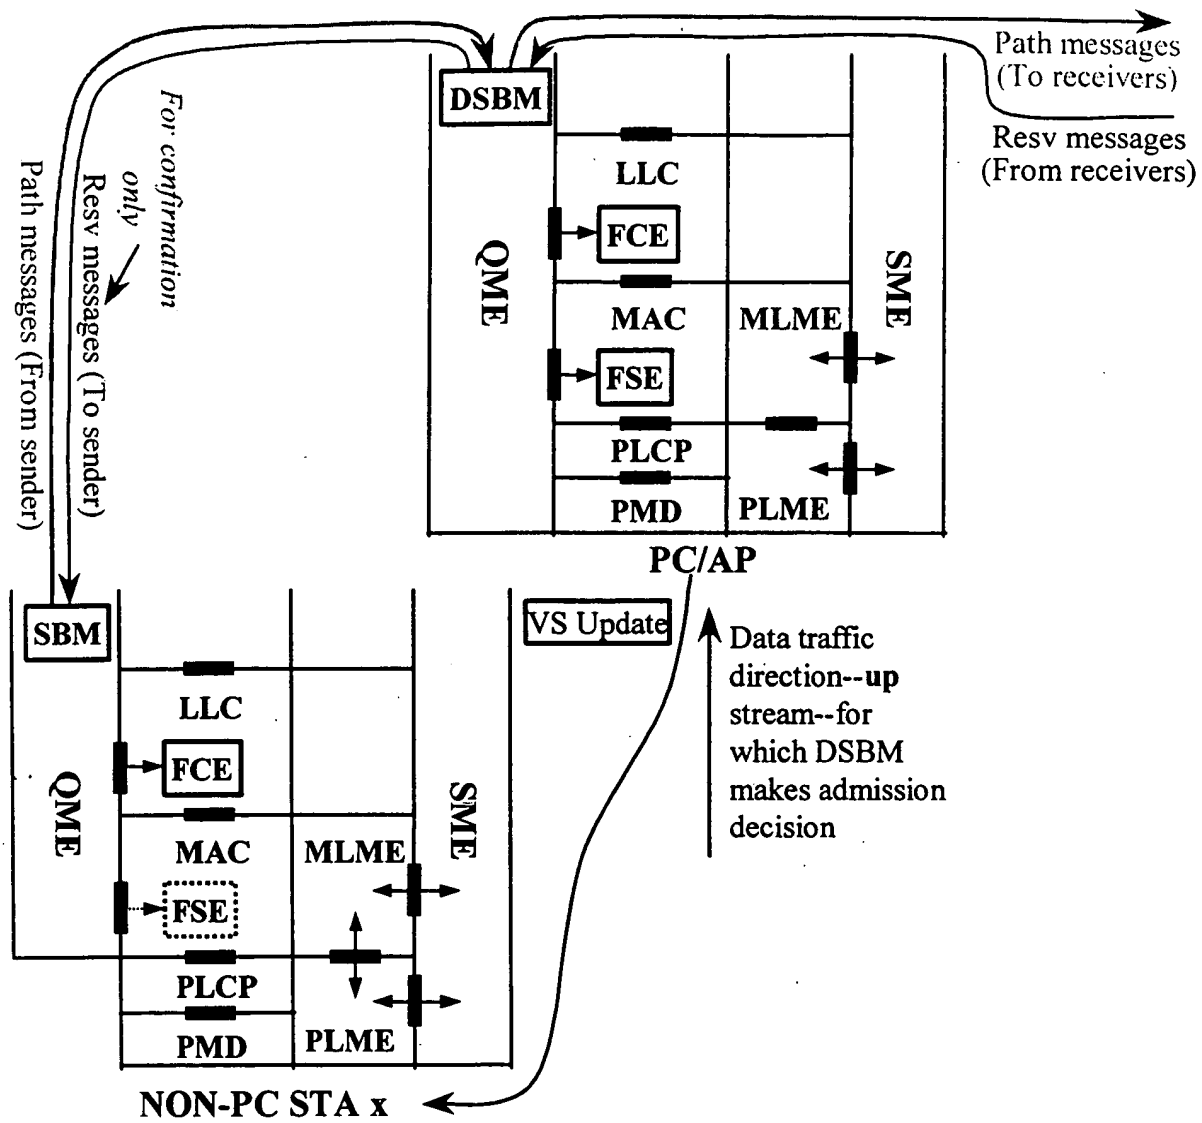 Path messages
(To receivers)
Resv messages
(From receivers)
DSBM
LLC
FCE
QME
SME
MAC
MLME
FSE
PLCP
PMD
PLME
PC/AP
For confirmation
only
Resv messages (To sender)
Path messages (From sender)
VS Update
Data traffic
direction--up
stream--for
which DSBM
makes admission
decision
SBM
LLC
FCE
QME
SME
MAC
MLME
FSE
PLCP
PMD
PLME
NON-PC STA x